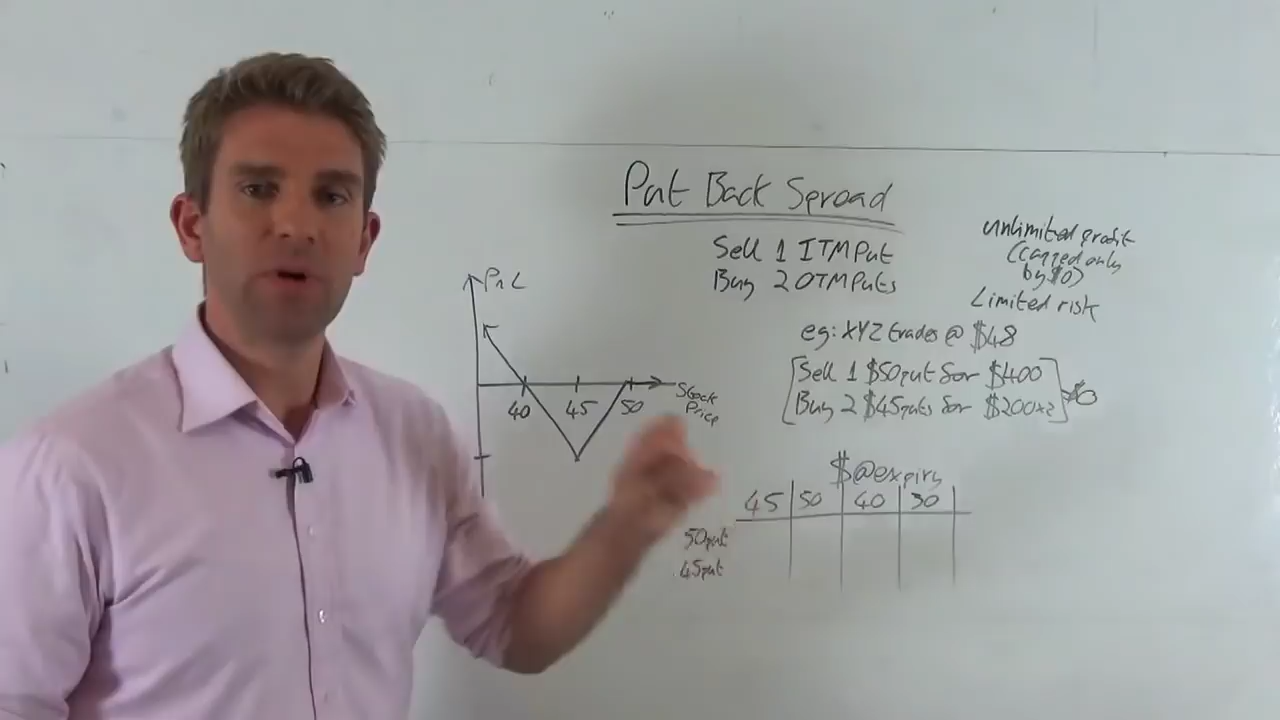 Put Back Spread
Sell 1 ITM Put
Buy 2 OTM Puts
unlimited profit
(capped only
by $0)
Limited risk
eg: XYZ trades @ $48
Sell 1 $50 put for $400
Buy 2 $45 puts for $200x2
$0
PnL
40 45 50
Stock
Price
$@expiry
45 50 40 30
50 put
45 put